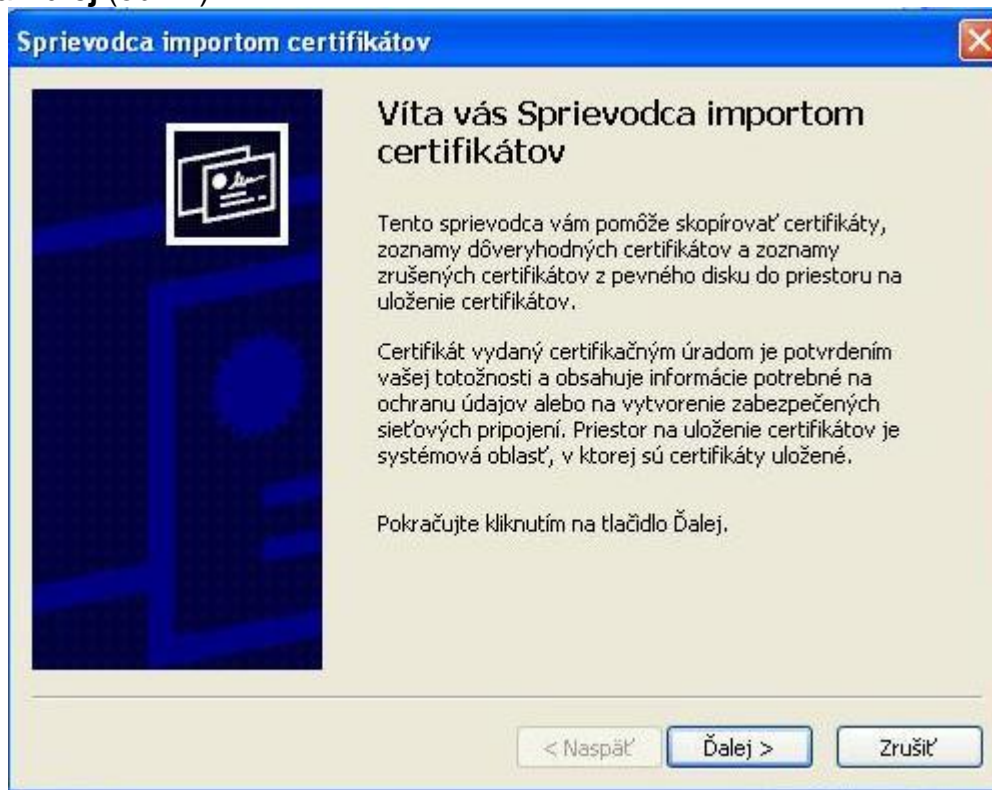 Sprievodca importom certifikátov
Víta vás Sprievodca importom
certifikátov
Tento sprievodca vám pomôže skopírovať certifikáty,
zoznamy dôveryhodných certifikátov a zoznamy
zrušených certifikátov z pevného disku do priestoru na
uloženie certifikátov.
Certifikát vydaný certifikačným úradom je potvrdením
vašej totožnosti a obsahuje informácie potrebné na
ochranu údajov alebo na vytvorenie zabezpečených
sieťových pripojení. Priestor na uloženie certifikátov je
systémová oblasť, v ktorej sú certifikáty uložené.
Pokračujte kliknutím na tlačidlo Ďalej.
< Naspäť Ďalej > Zrušiť